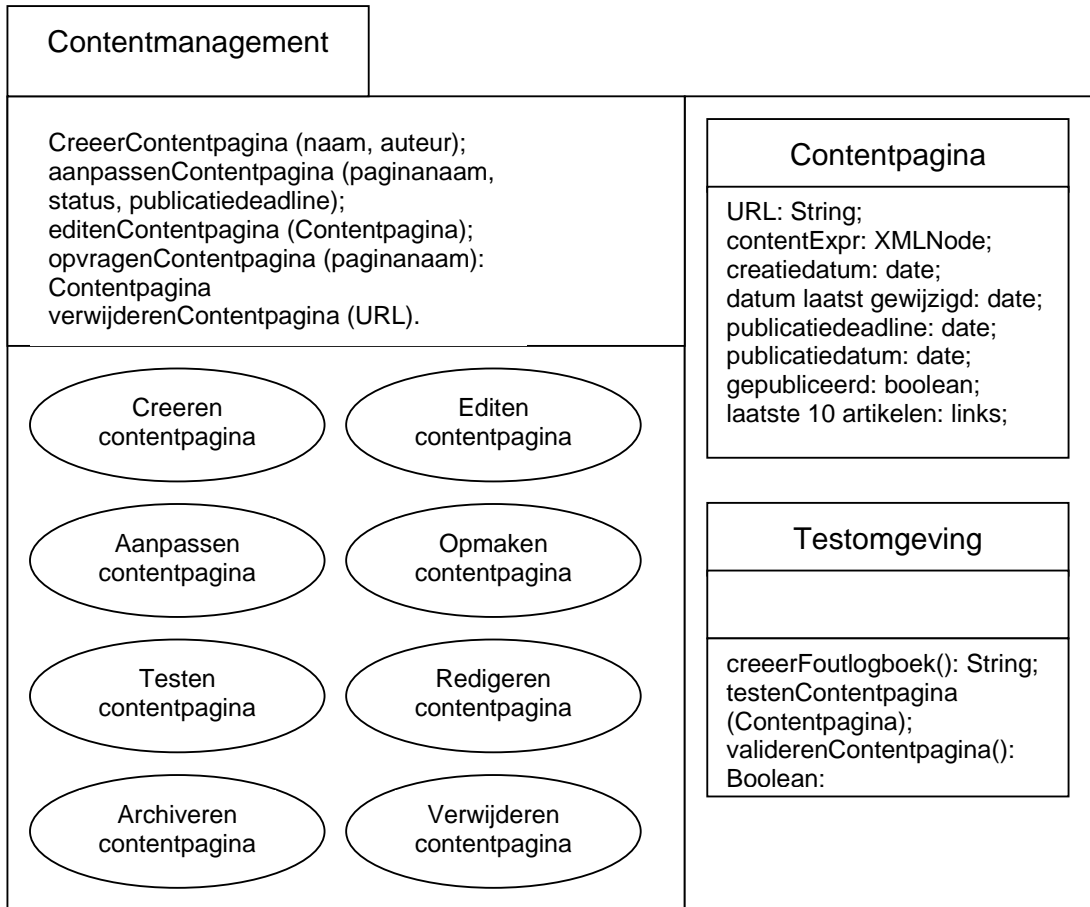 Contentmanagement
CreeerContentpagina (naam, auteur);
aanpassenContentpagina (paginanaam,
status, publicatiedeadline);
editenContentpagina (Contentpagina);
opvragenContentpagina (paginanaam):
Contentpagina
verwijderenContentpagina (URL).
Creeren
contentpagina
Editen
contentpagina
Aanpassen
contentpagina
Opmaken
contentpagina
Testen
contentpagina
Redigeren
contentpagina
Archiveren
contentpagina
Verwijderen
contentpagina
Contentpagina
URL: String;
contentExpr: XMLNode;
creatiedatum: date;
datum laatst gewijzigd: date;
publicatiedeadline: date;
publicatiedatum: date;
gepubliceerd: boolean;
laatste 10 artikelen: links;
Testomgeving
creeerFoutlogboek(): String;
testenContentpagina
(Contentpagina);
validerenContentpagina():
Boolean: